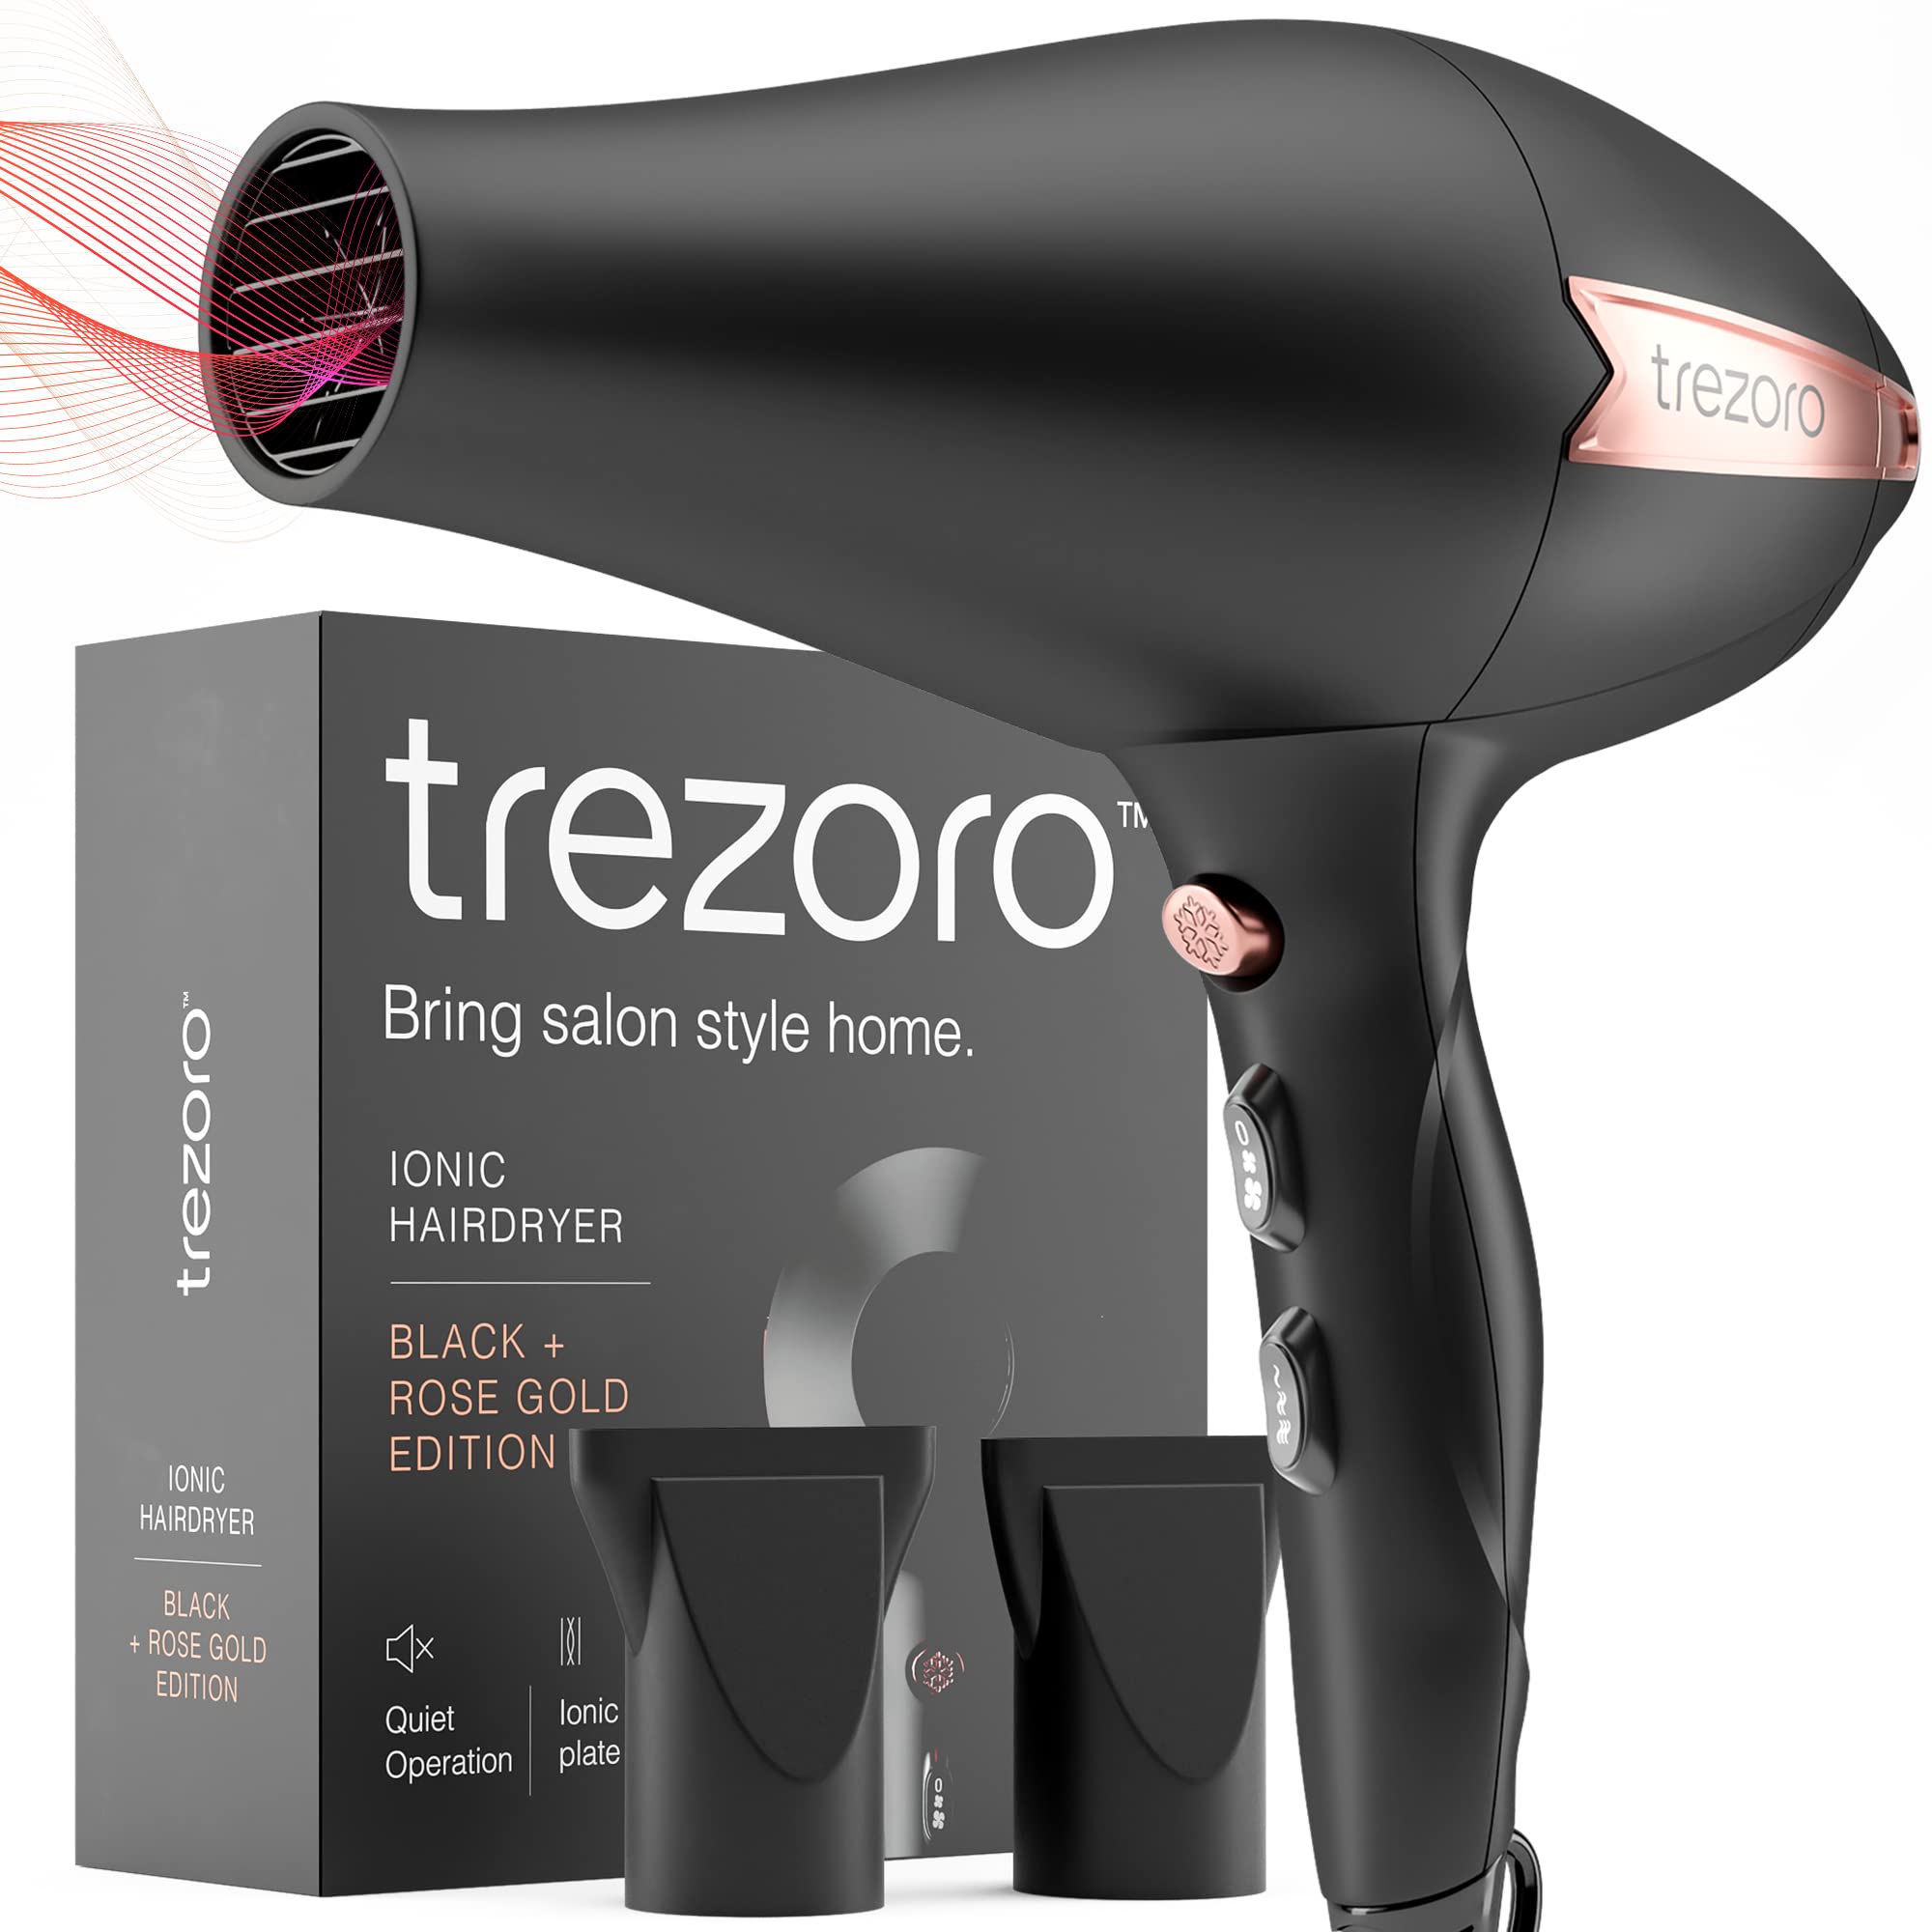 trezoro
trezoro™
Bring salon style home.
IONIC
HAIRDRYER
BLACK +
ROSE GOLD
EDITION
Quiet
Operation
Ionic
plate
trezoro™
IONIC
HAIRDRYER
BLACK
+ ROSE GOLD
EDITION